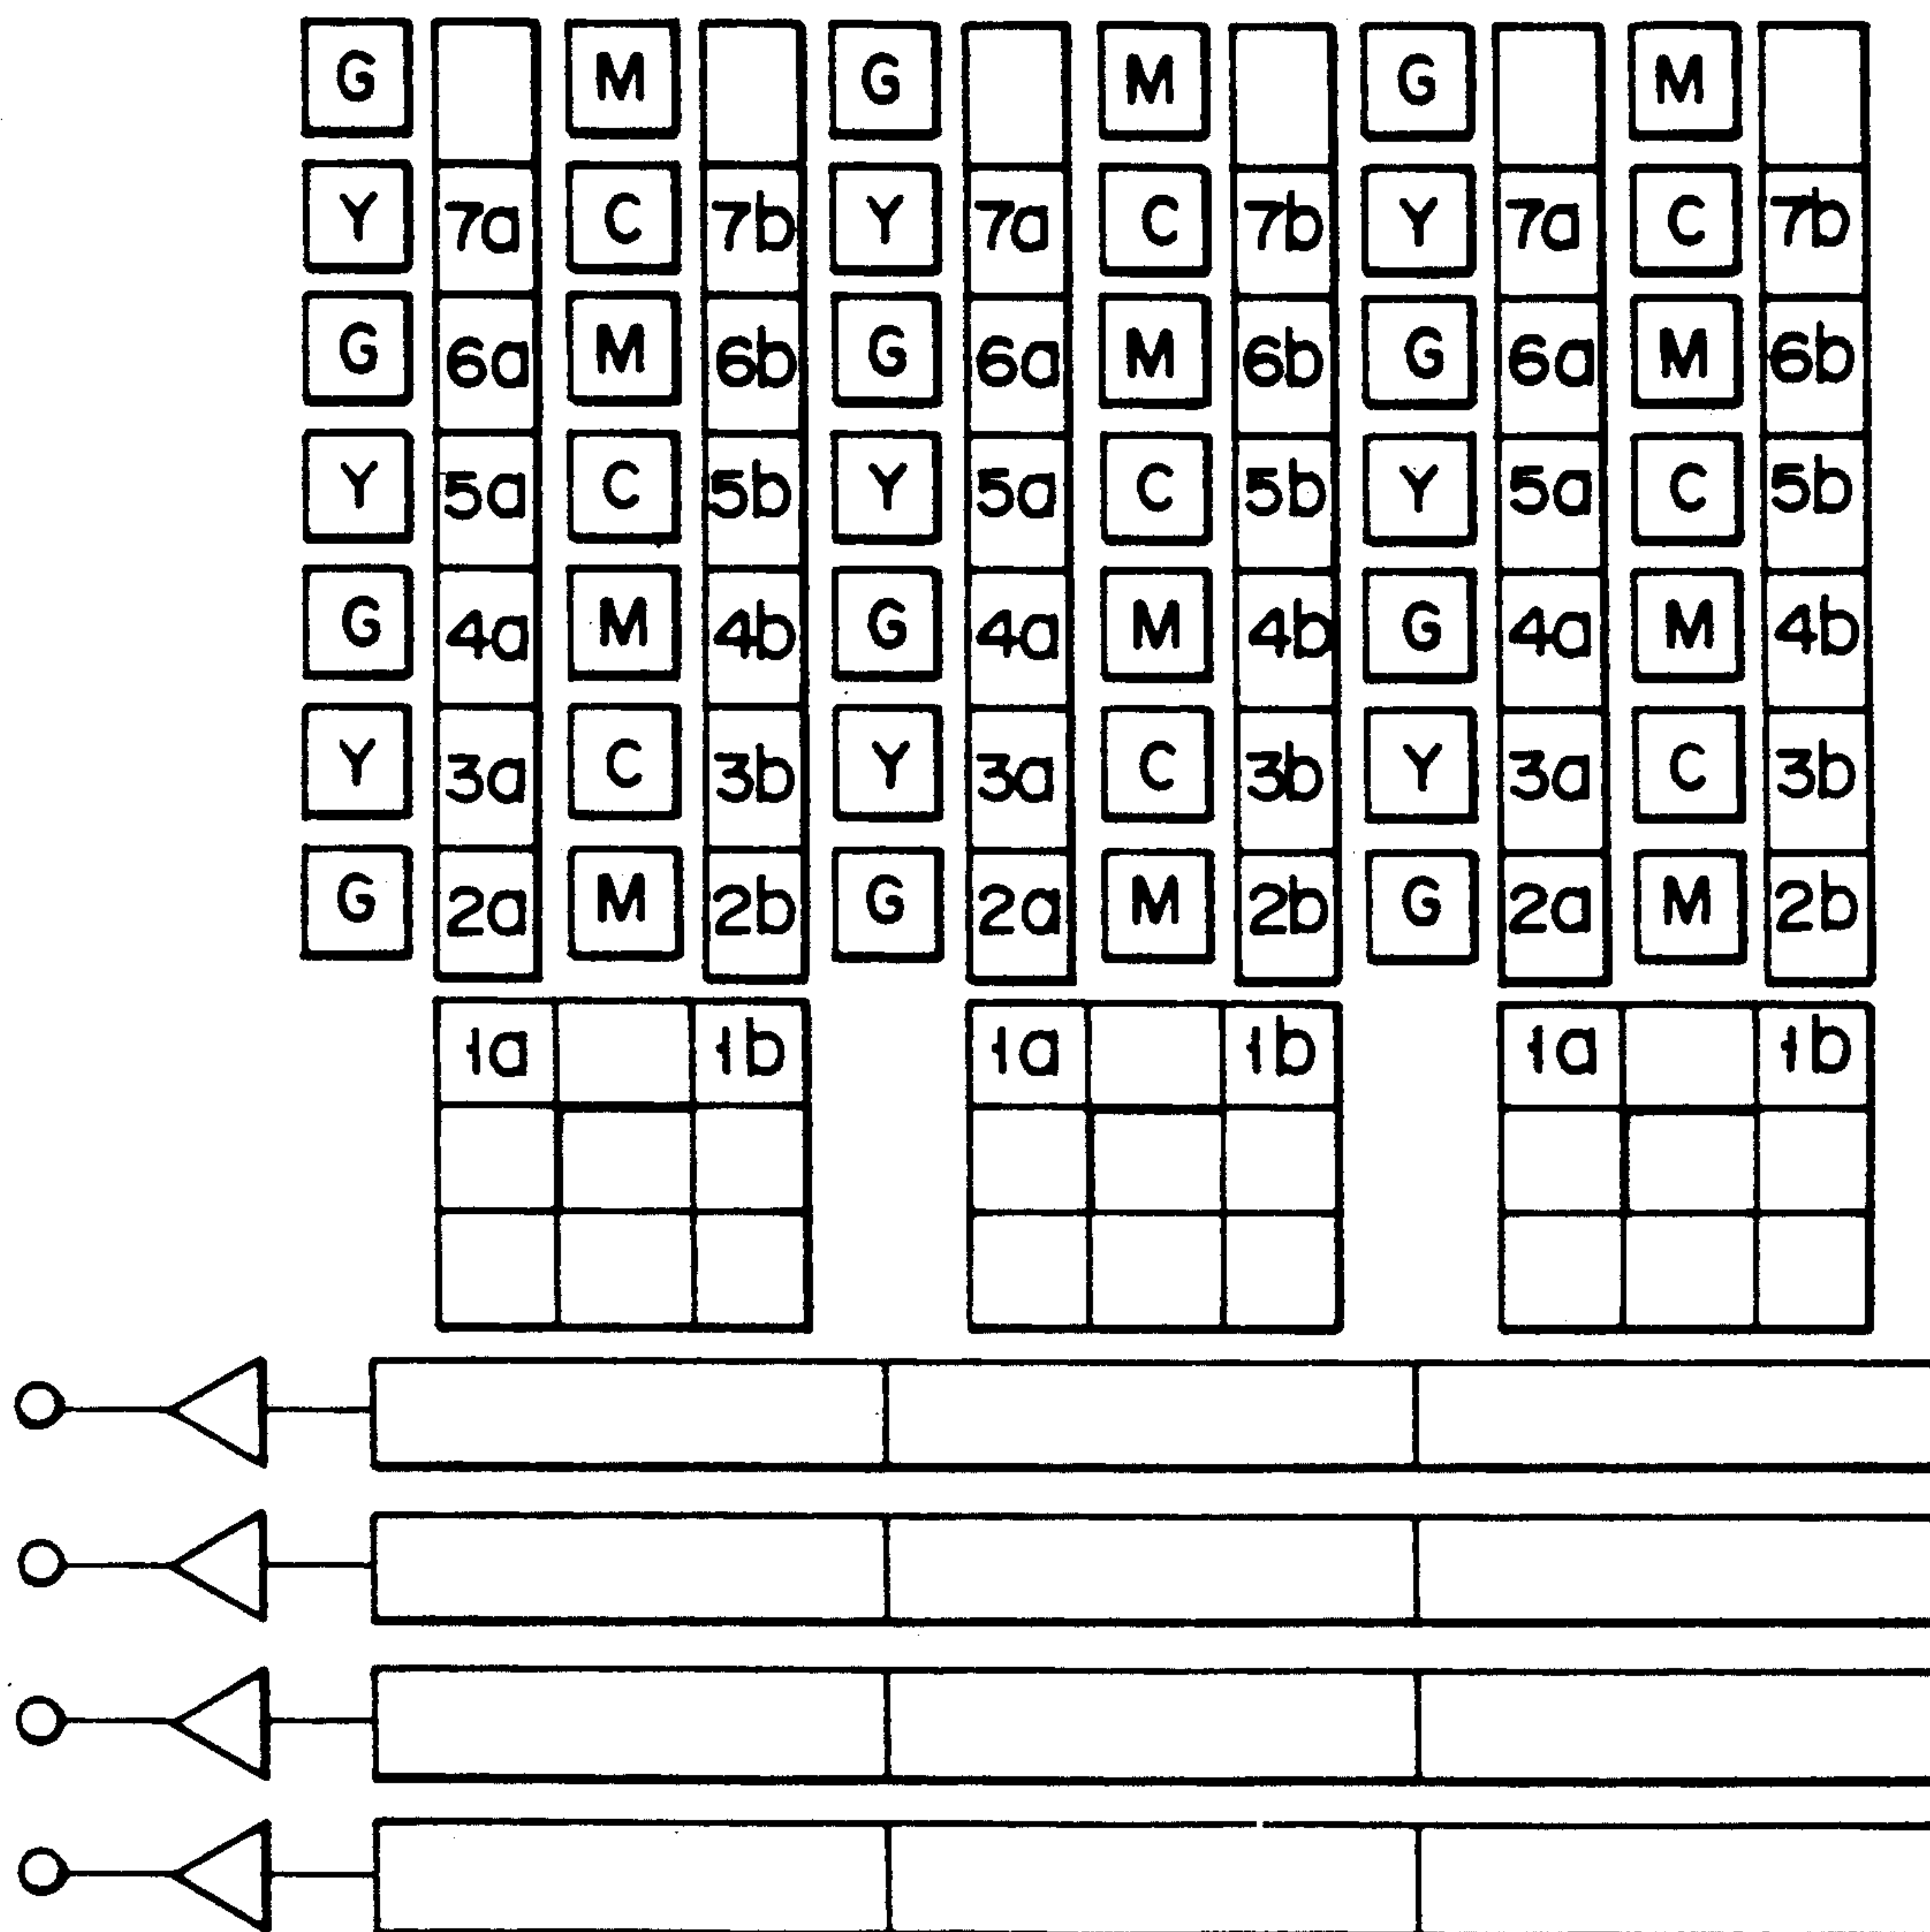 G M G M G M
Y 7a C 7b Y 7a C 7b Y 7a C 7b
G 6a M 6b G 6a M 6b G 6a M 6b
Y 5a C 5b Y 5a C 5b Y 5a C 5b
G 4a M 4b G 4a M 4b G 4a M 4b
Y 3a C 3b Y 3a C 3b Y 3a C 3b
G 2a M 2b G 2a M 2b G 2a M 2b
1a 1b 1a 1b 1a 1b